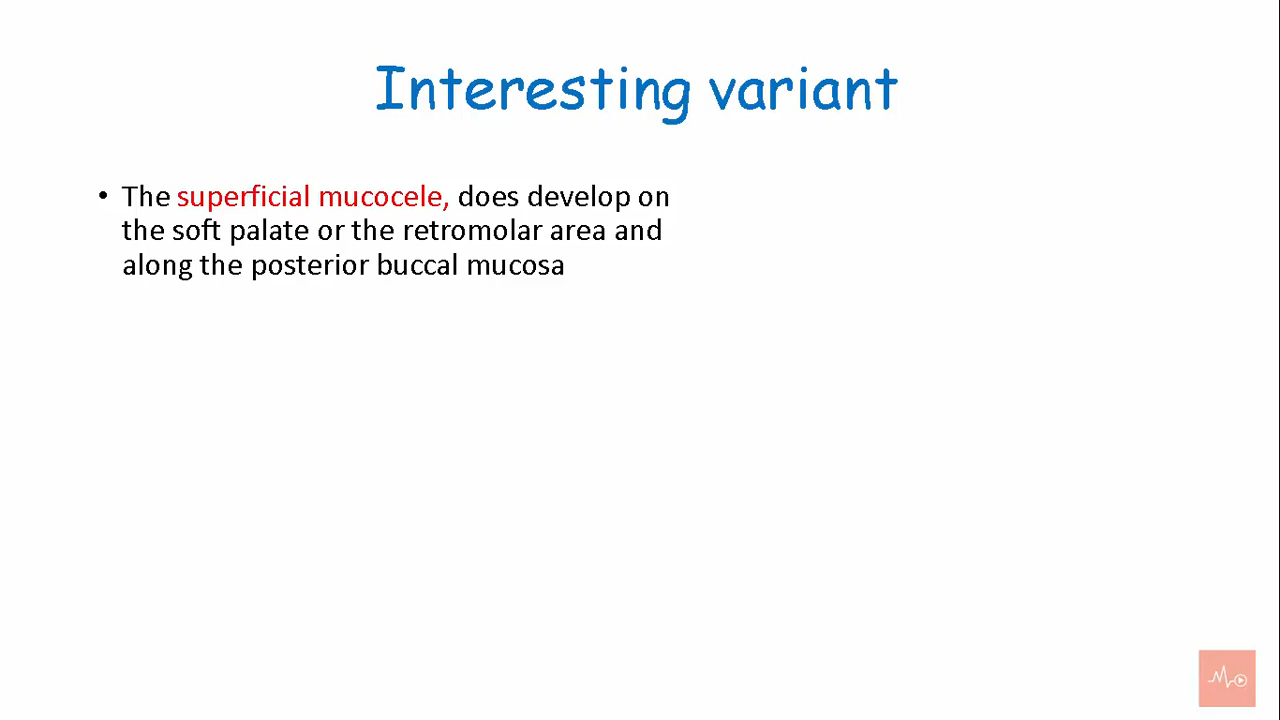 Interesting variant
• The superficial mucocele, does develop on
the soft palate or the retromolar area and
along the posterior buccal mucosa